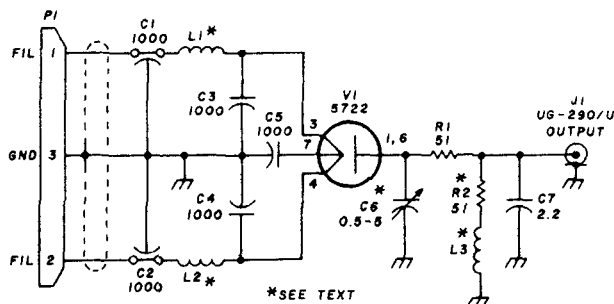 P1
FIL 1
GND 3
FIL 2
C1
1000
L1*
C3
1000
C5
1000
C4
1000
C2
1000
L2*
V1
5722
3
7
4
1,6
R1
51
*
C6
0.5-5
*
R2
51
*
L3
C7
2.2
J1
UG-290/U
OUTPUT
*SEE TEXT